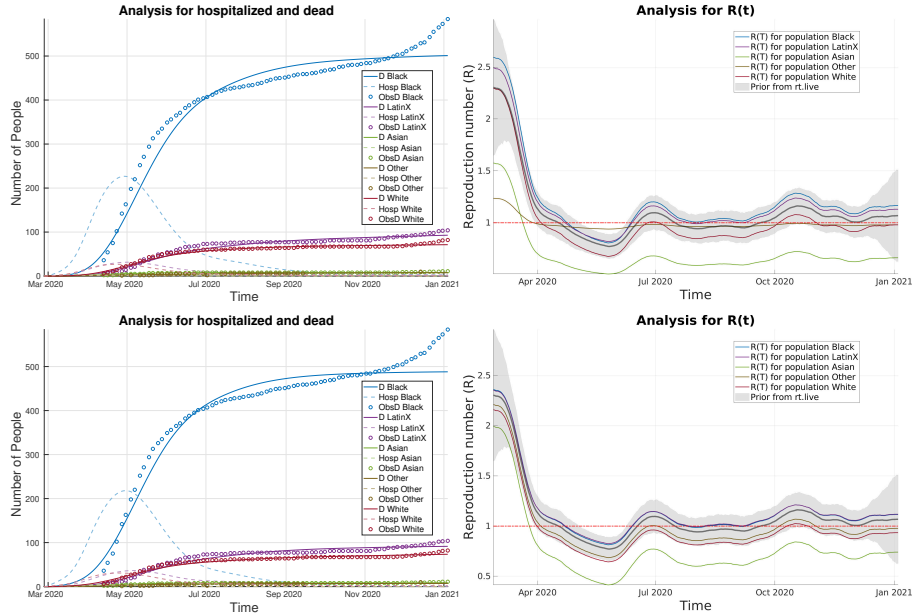 Analysis for hospitalized and dead
Number of People
500
400
300
200
100
0
Mar 2020 May 2020 Jul 2020 Sep 2020 Nov 2020 Jan 2021
Time
D Black
Hosp Black
ObsD Black
D LatinX
Hosp LatinX
ObsD LatinX
D Asian
Hosp Asian
ObsD Asian
D Other
Hosp Other
ObsD Other
D White
Hosp White
ObsD White
Analysis for R(t)
Reproduction number (R)
2.5
2
1.5
1
Apr 2020 Jul 2020 Oct 2020 Jan 2021
Time
R(T) for population Black
R(T) for population LatinX
R(T) for population Asian
R(T) for population Other
R(T) for population White
Prior from rt.live
Analysis for hospitalized and dead
Number of People
500
400
300
200
100
0
Mar 2020 May 2020 Jul 2020 Sep 2020 Nov 2020 Jan 2021
Time
D Black
Hosp Black
ObsD Black
D LatinX
Hosp LatinX
ObsD LatinX
D Asian
Hosp Asian
ObsD Asian
D Other
Hosp Other
ObsD Other
D White
Hosp White
ObsD White
Analysis for R(t)
Reproduction number (R)
2.5
2
1.5
1
0.5
Apr 2020 Jul 2020 Oct 2020 Jan 2021
Time
R(T) for population Black
R(T) for population LatinX
R(T) for population Asian
R(T) for population Other
R(T) for population White
Prior from rt.live